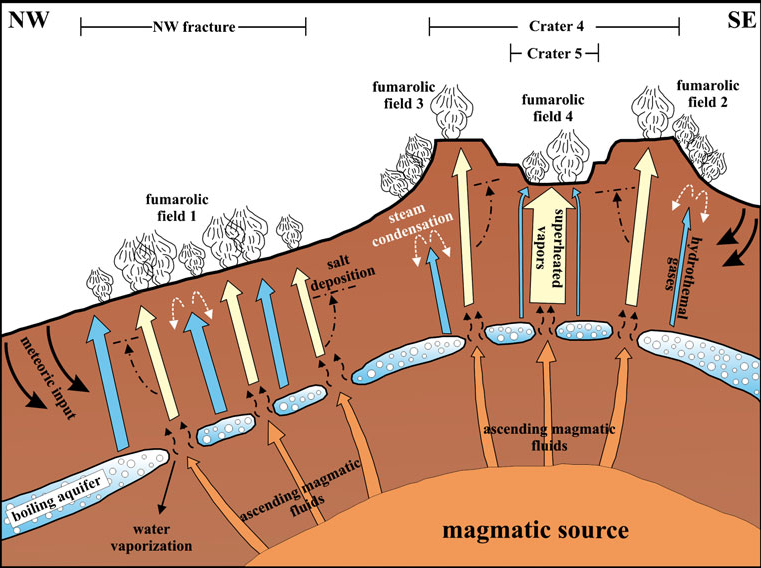 NW
NW fracture
Crater 4
SE
Crater 5
fumarolic
field 3
fumarolic
field 4
fumarolic
field 2
fumarolic
field 1
steam
condensation
superheated
vapors
hydrothermal
gases
salt
deposition
meteoric input
boiling aquifer
water
vaporization
ascending magmatic
fluids
ascending magmatic
fluids
magmatic source